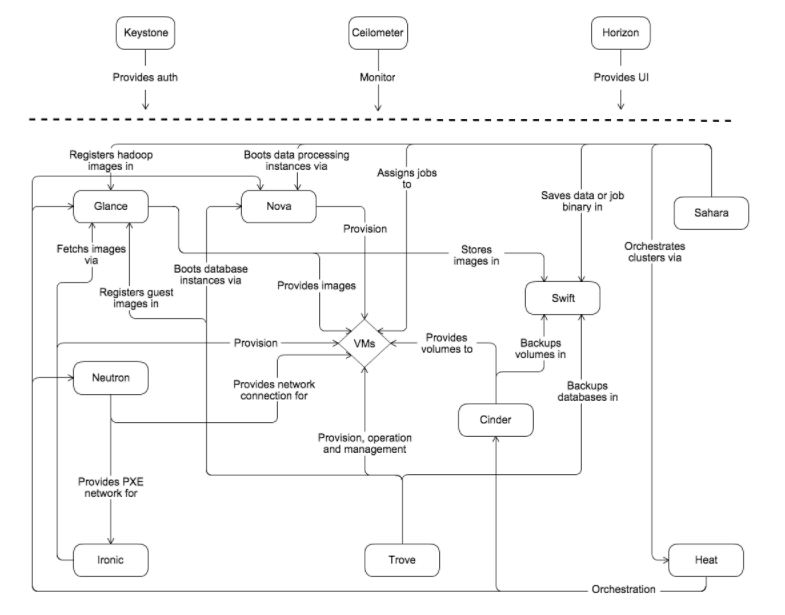 Keystone
Ceilometer
Horizon
Provides auth
Monitor
Provides UI
Registers hadoop
images in
Boots data processing
instances via
Assigns jobs
to
Saves data or job
binary in
Sahara
Glance
Nova
Provision
Fetchs images
via
Boots database
instances via
Stores
images in
Orchestrates
clusters via
Registers guest
images in
Provides images
Swift
Provision
VMs
Provides
volumes to
Backups
volumes in
Neutron
Provides network
connection for
Backups
databases in
Cinder
Provision, operation
and management
Provides PXE
network for
Ironic
Trove
Heat
Orchestration